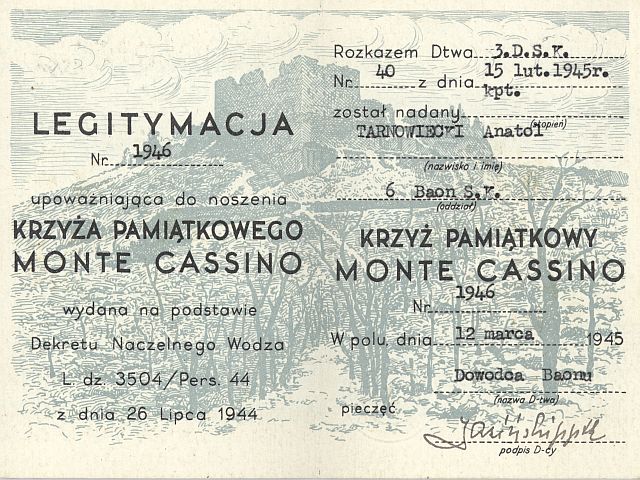 LEGITYMACJA
Nr. 1946
upoważniająca do noszenia
KRZYŻA PAMIĄTKOWEGO
MONTE CASSINO
wydana na podstawie
Dekretu Naczelnego Wodza
L. dz. 3504/Pers. 44
z dnia 26 Lipca 1944
Rozkazem Dtwa 3.D.S.K.
Nr. 40 z dnia 15 lut.1945r.
kpt.
został nadany
(stopień)
TARNOWIECKI Anatol
(nazwisko i imię)
6 Baon S.K.
(oddział)
KRZYŻ PAMIĄTKOWY
MONTE CASSINO
Nr. 1946
W polu, dnia 12 marca 1945
Dowodca Baonu
(nazwa D-twa)
pieczęć
podpis D-cy